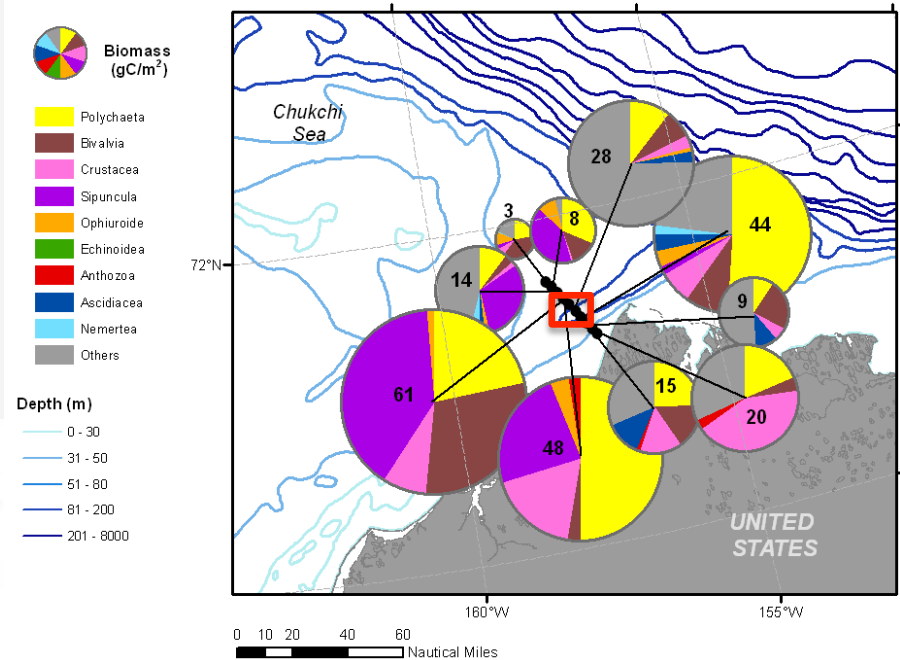 Biomass
(gC/m²)
Polychaeta
Bivalvia
Crustacea
Sipuncula
Ophiuroide
Echinoidea
Anthozoa
Ascidiacea
Nemertea
Others
Depth (m)
0 - 30
31 - 50
51 - 80
81 - 200
201 - 8000
Chukchi
Sea
28
44
3
8
14
9
61
48
15
20
72°N
UNITED
STATES
160°W
155°W
0 10 20 40 60
Nautical Miles